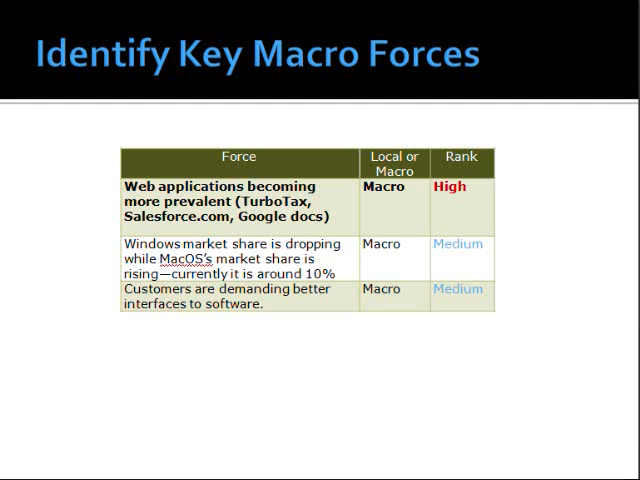 Identify Key Macro Forces
Force
Local or
Macro
Rank
Web applications becoming
more prevalent (TurboTax,
Salesforce.com, Google docs)
Macro
High
Windows market share is dropping
while MacOS's market share is
rising—currently it is around 10%
Macro
Medium
Customers are demanding better
interfaces to software.
Macro
Medium